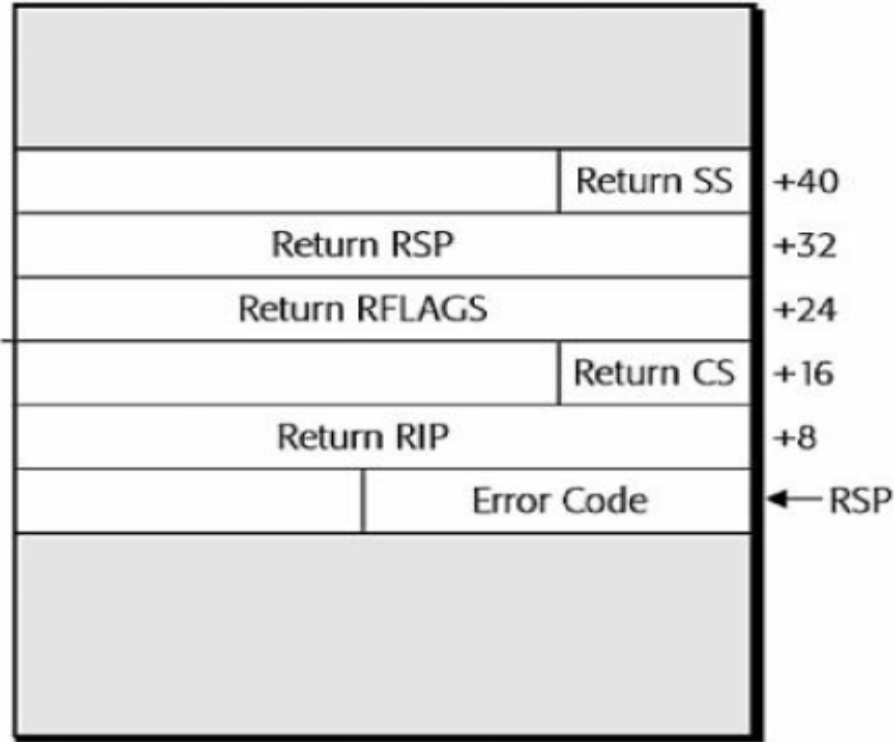 Return SS +40
Return RSP +32
Return RFLAGS +24
Return CS +16
Return RIP +8
Error Code RSP